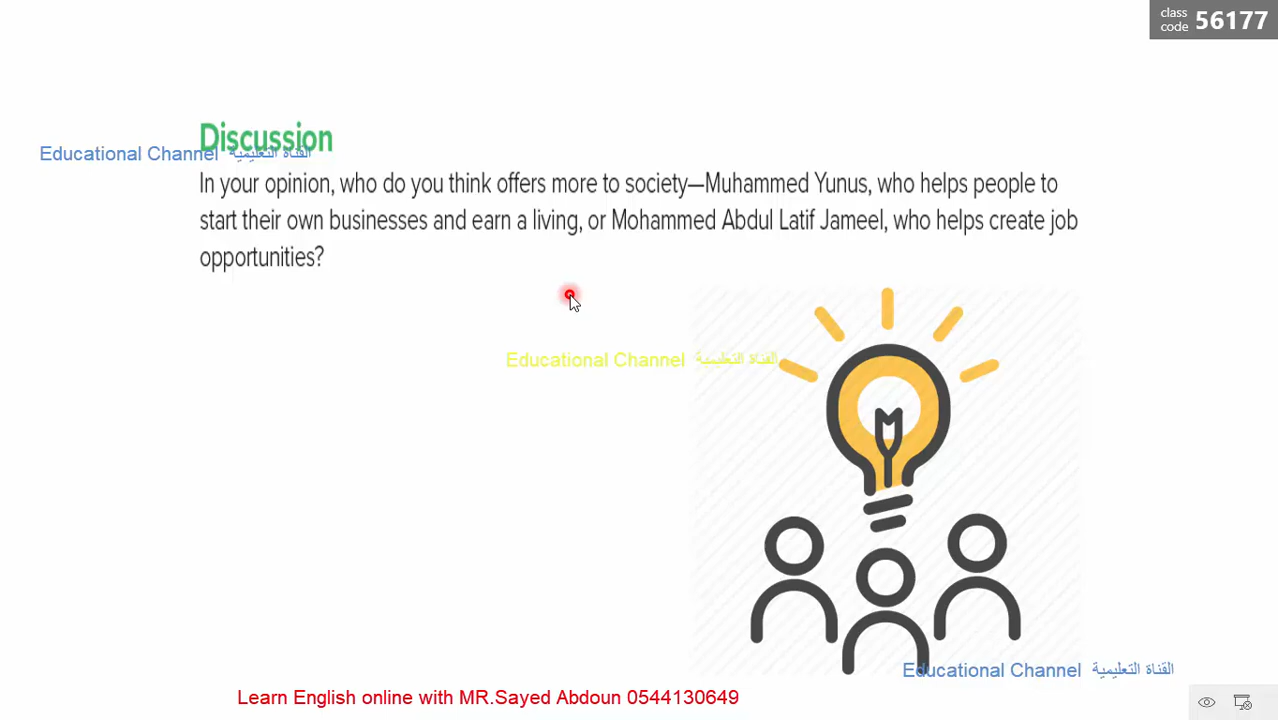 class
code 56177
Discussion
Educational Channel القناة التعليمية
In your opinion, who do you think offers more to society—Muhammed Yunus, who helps people to
start their own businesses and earn a living, or Mohammed Abdul Latif Jameel, who helps create job
opportunities?
Educational Channel القناة التعليمية
Educational Channel القناة التعليمية
Learn English online with MR.Sayed Abdoun 0544130649